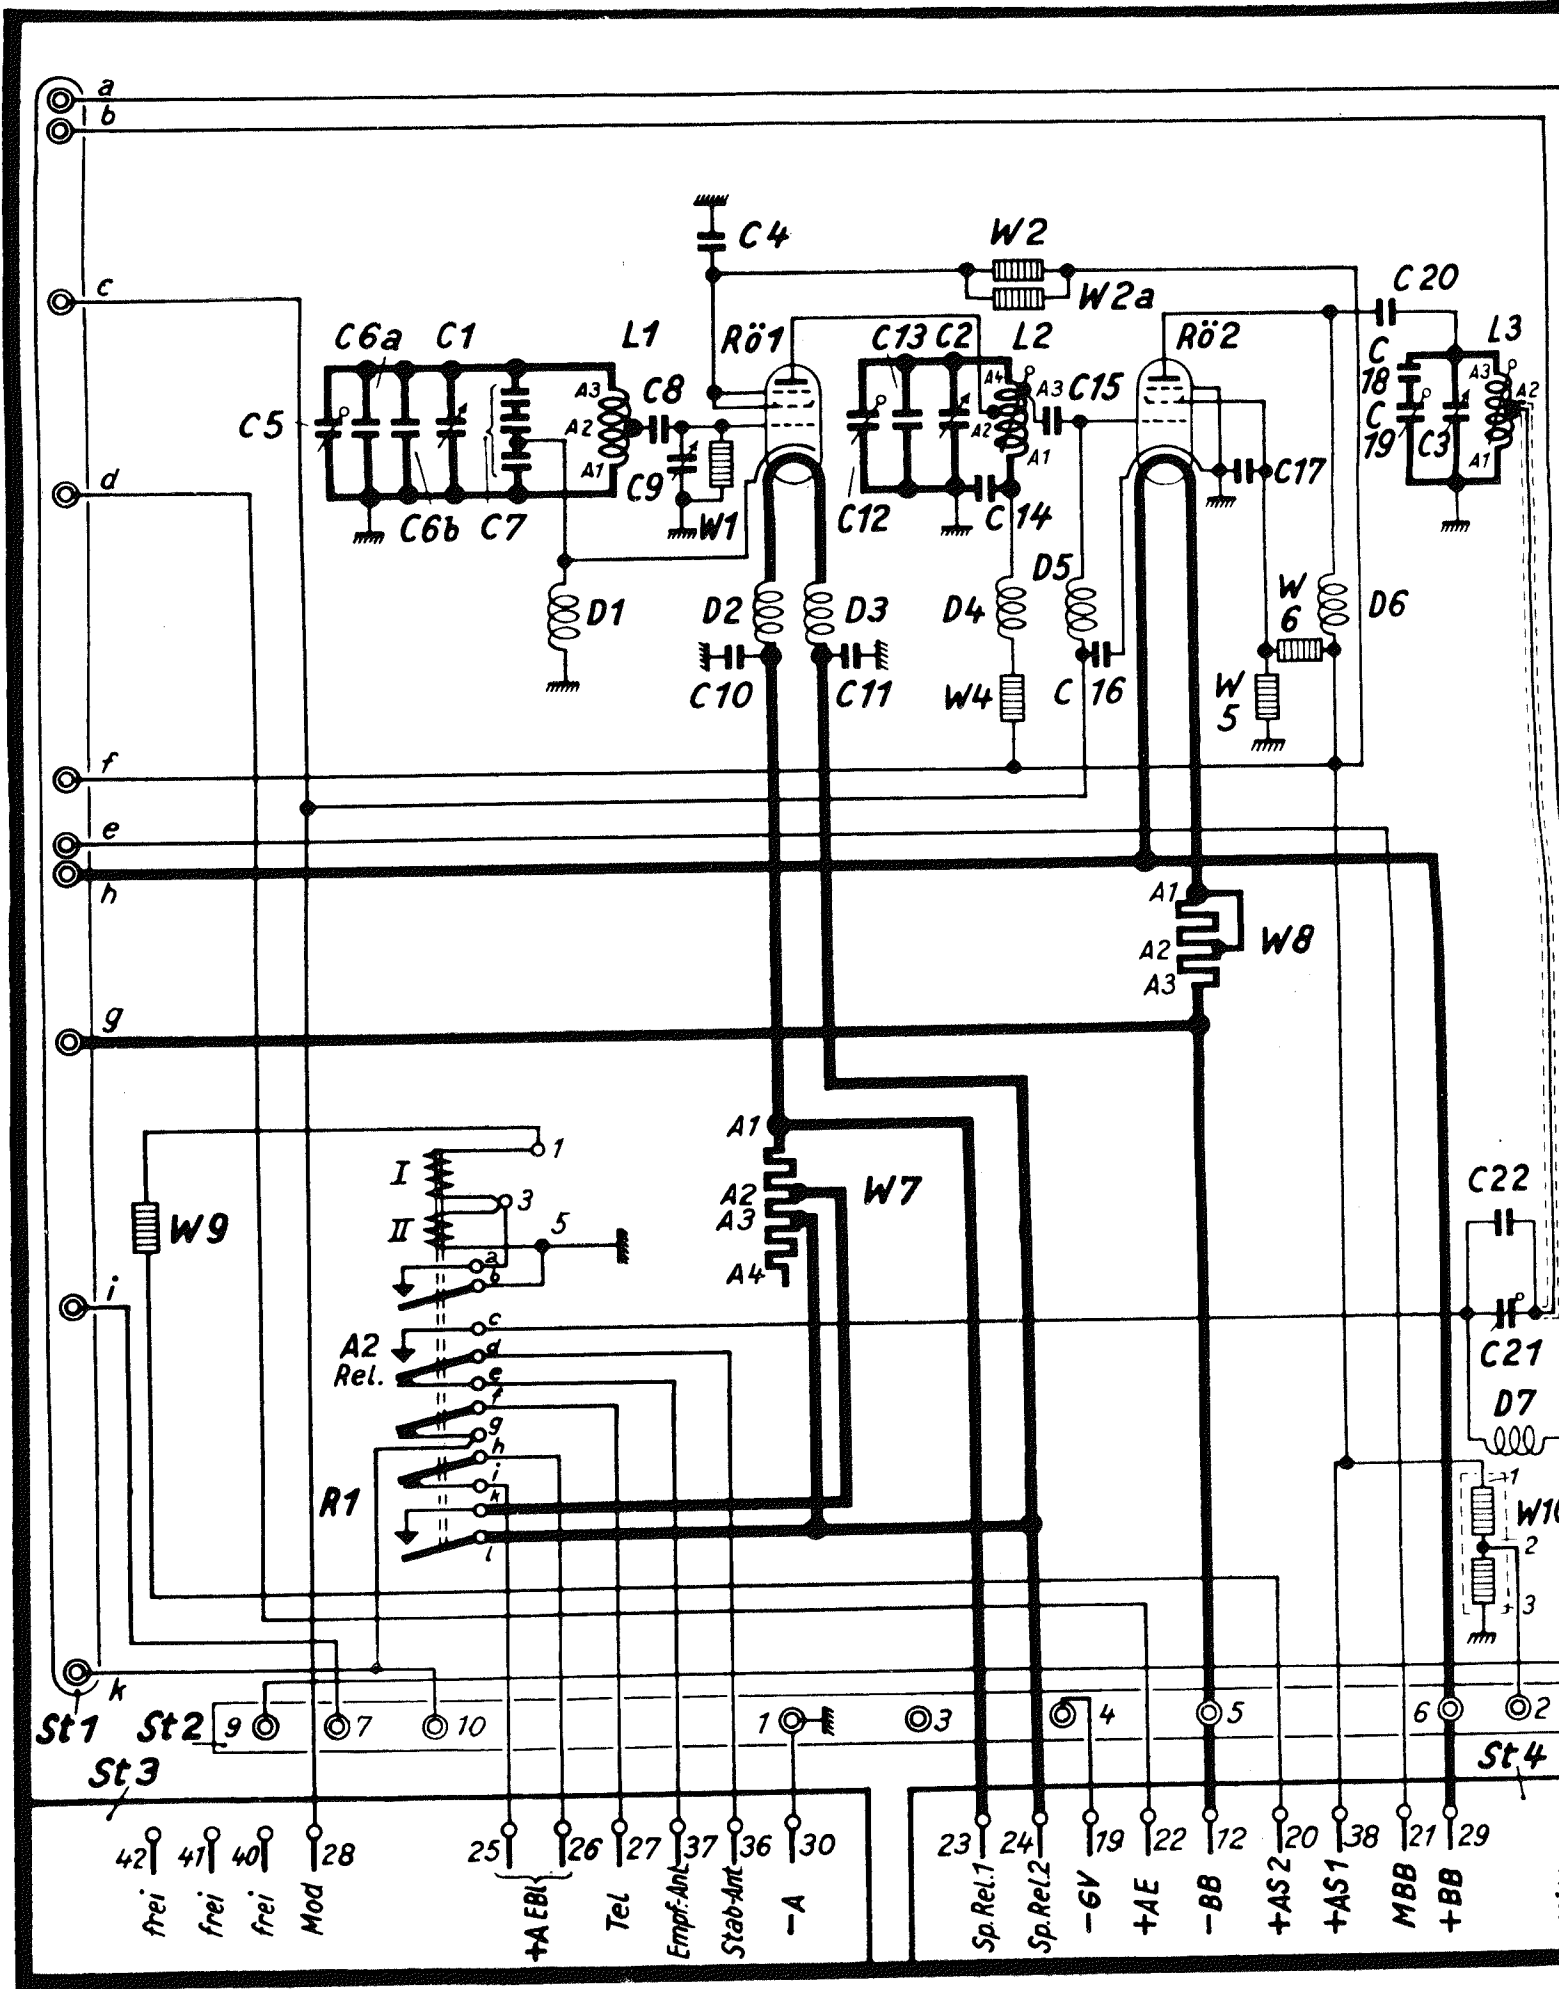 a
b
C4
W2
W2a
C20
c
C6a
C1
L1
Rö1
C13
C2
L2
Rö2
L3
C8
A4
A3
C15
C
18
A3
A2
A3
C5
A2
A2
C
19
C3
A1
A1
A1
C9
C17
d
C6b
C7
W1
C12
C14
D5
D1
D2
D3
D4
W
6
D6
C10
C11
W4
C 16
W
5
f
e
h
A1
A2
W8
A3
g
A1
1
I
3
A2
W7
C22
W9
II
5
A3
a
A4
b
i
c
A2
Rel.
d
C21
e
f
D7
g
h
i
1
R1
k
W10
l
2
3
k
St1
St2
9
7
10
1
3
4
5
6
2
St3
St4
42
41
40
28
25
26
27
37
36
30
23
24
19
22
12
20
38
21
29
frei
frei
frei
Mod
+A EBl
Tel
Empf.-Ant
Stab-Ant
-A
Sp.Rel.1
Sp.Rel.2
-GV
+AE
-BB
+AS2
+AS1
MBB
+BB